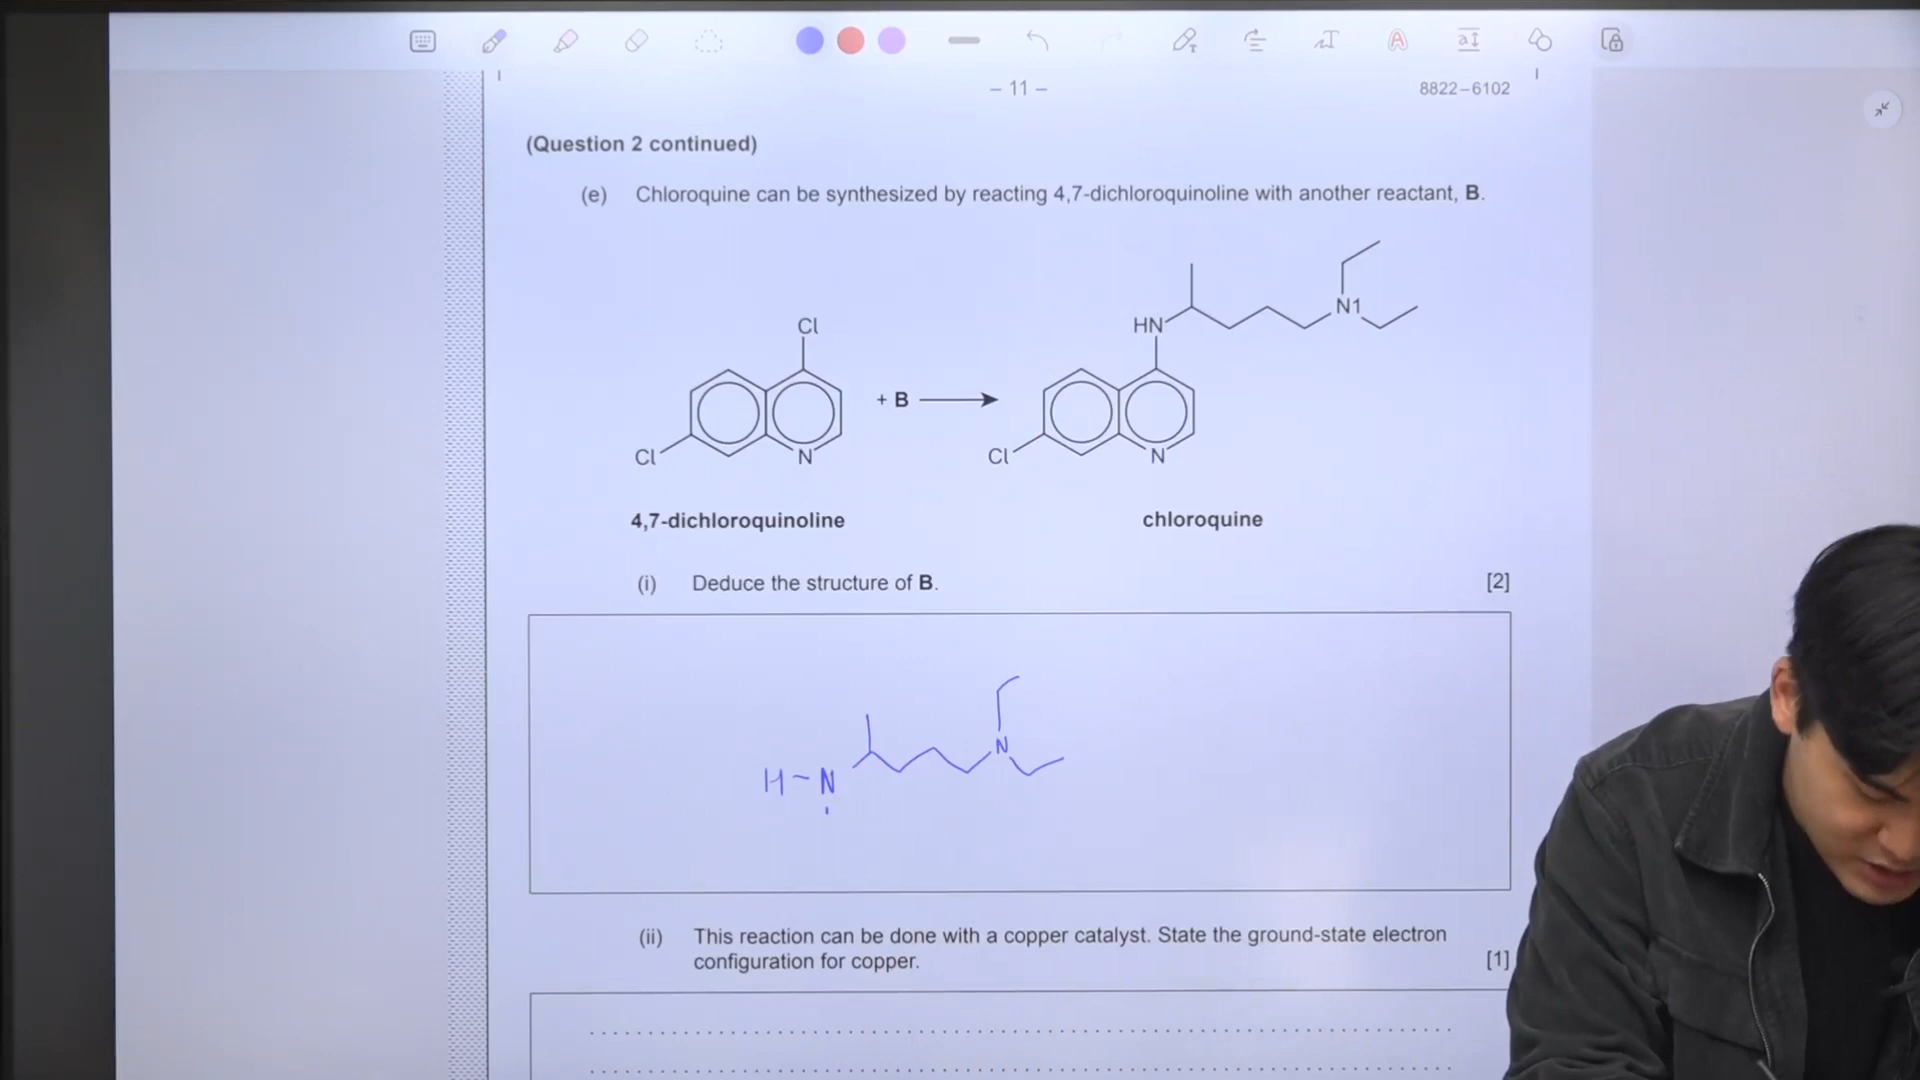 – 11 –
8822–6102
(Question 2 continued)
(e) Chloroquine can be synthesized by reacting 4,7-dichloroquinoline with another reactant, B.
Cl
HN
N1
+ B
Cl
N
Cl
N
4,7-dichloroquinoline
chloroquine
(i) Deduce the structure of B.
[2]
N
H – N
(ii) This reaction can be done with a copper catalyst. State the ground-state electron
configuration for copper.
[1]